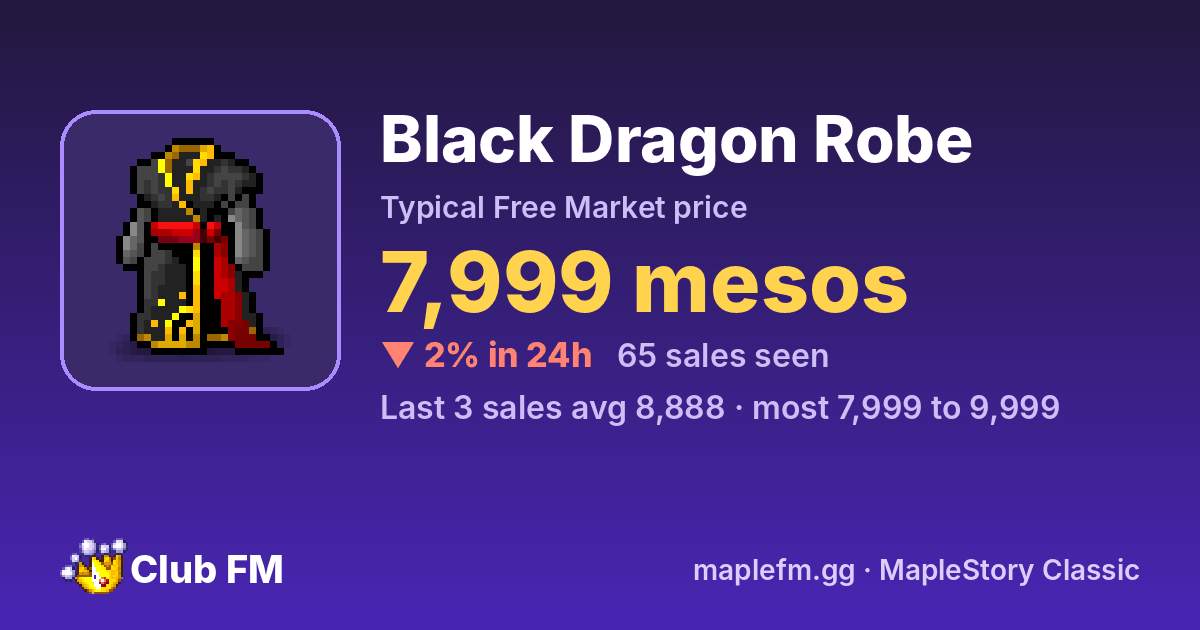 Black Dragon Robe
Typical Free Market price
7,999 mesos
▼ 2% in 24h 65 sales seen
Last 3 sales avg 8,888 · most 7,999 to 9,999
Club FM
maplefm.gg · MapleStory Classic